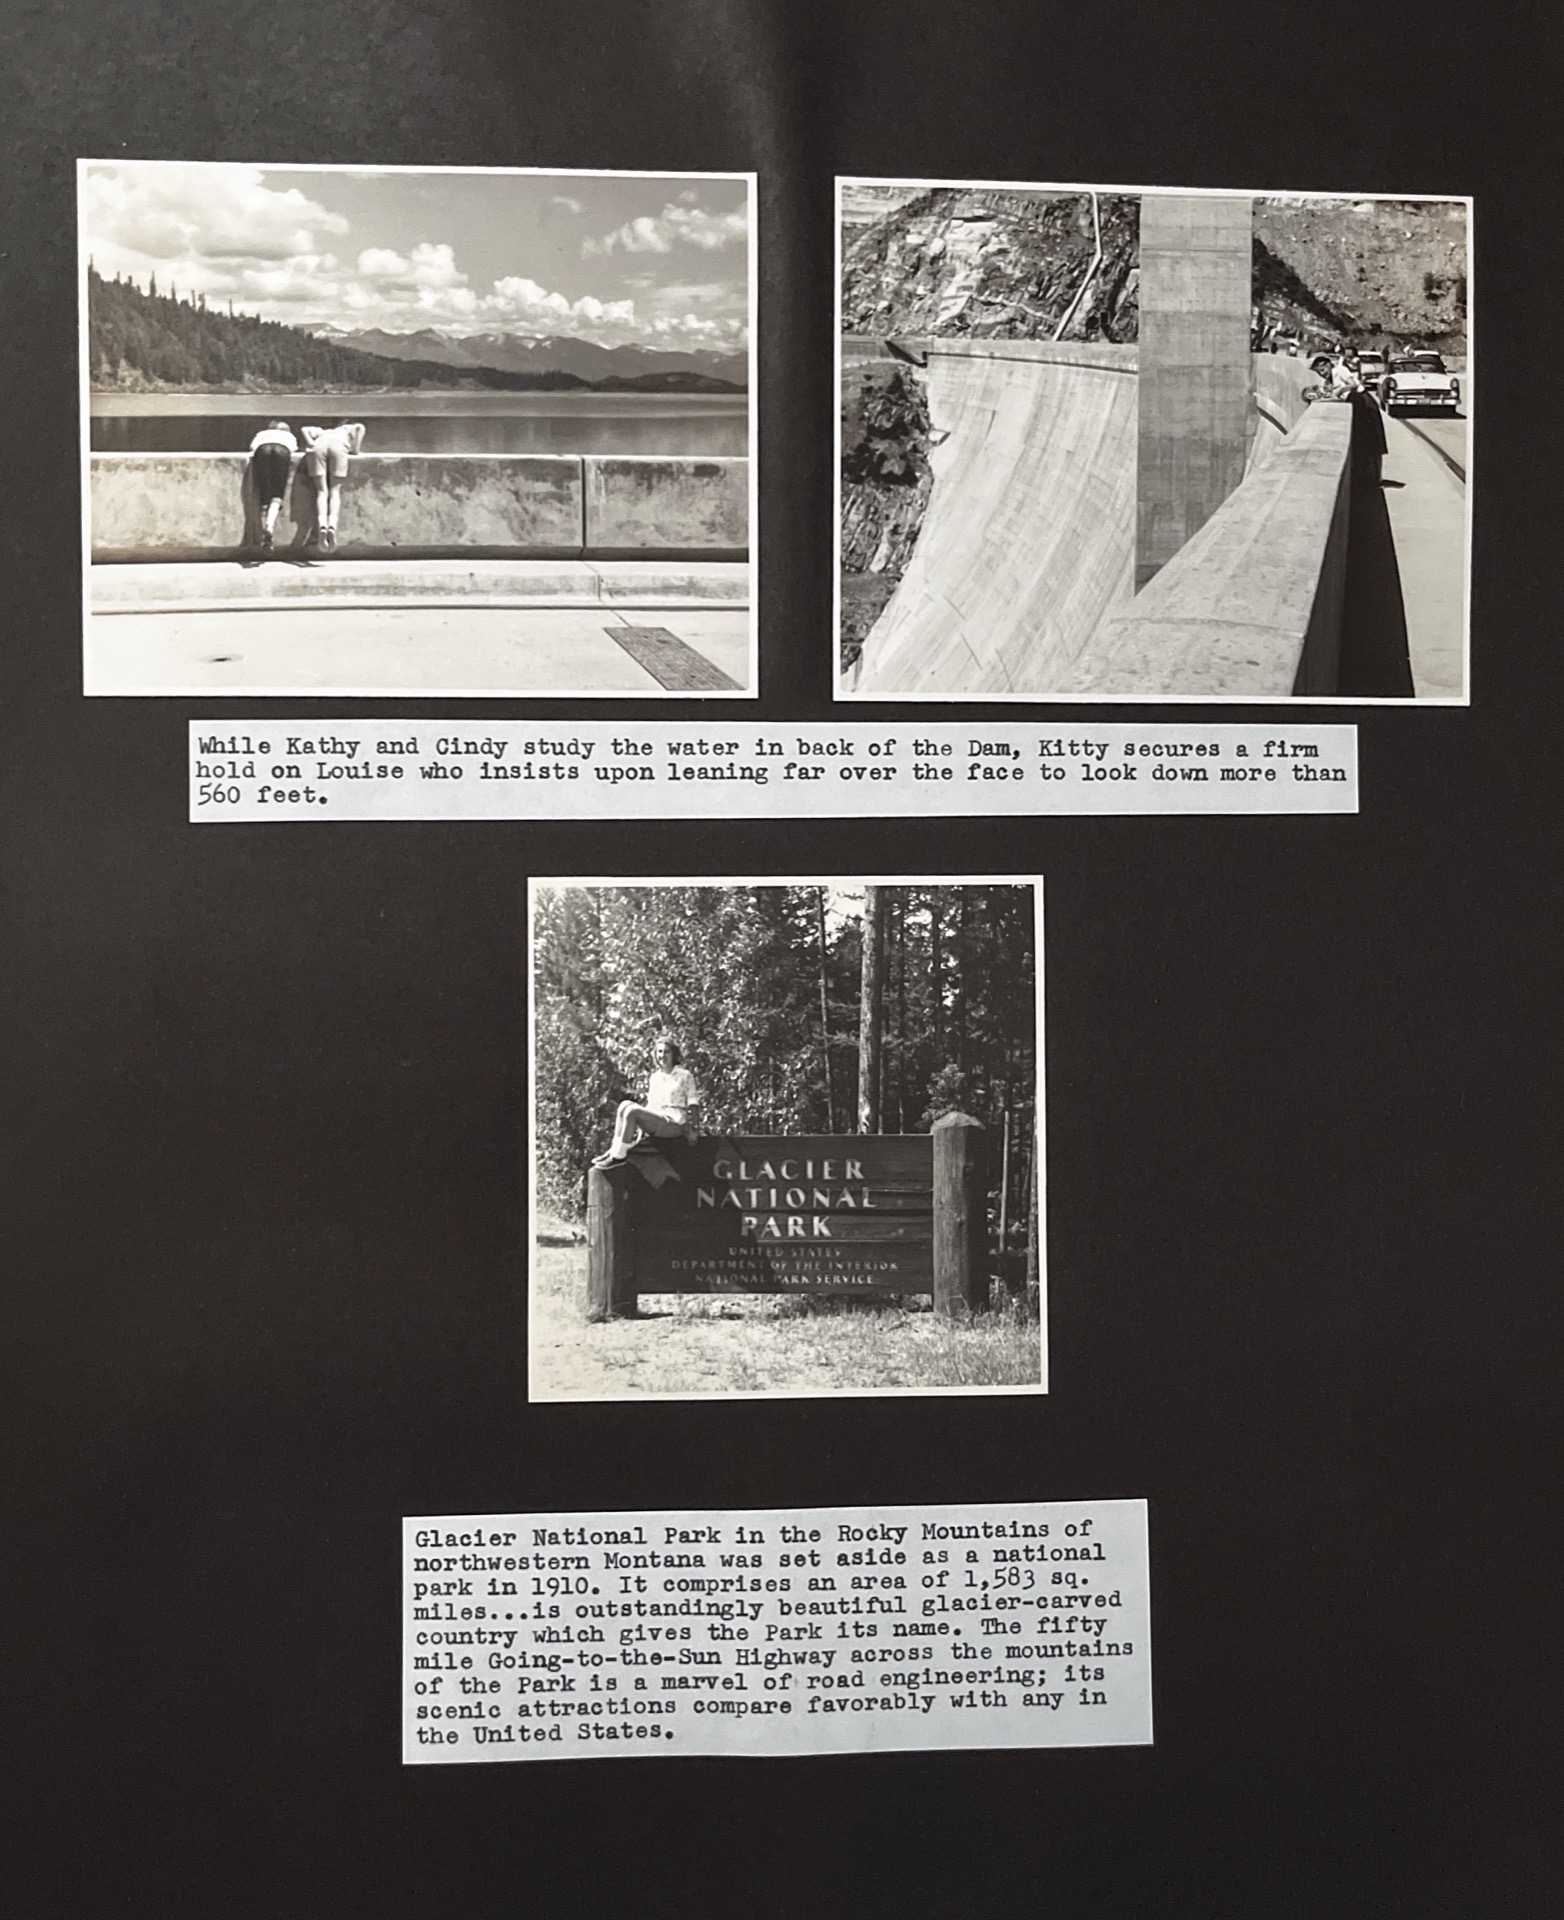 While Kathy and Cindy study the water in back of the Dam, Kitty secures a firm
hold on Louise who insists upon leaning far over the face to look down more than
560 feet.
GLACIER
NATIONAL
PARK
UNITED STATES
DEPARTMENT OF THE INTERIOR
NATIONAL PARK SERVICE
Glacier National Park in the Rocky Mountains of
northwestern Montana was set aside as a national
park in 1910. It comprises an area of 1,583 sq.
miles...is outstandingly beautiful glacier-carved
country which gives the Park its name. The fifty
mile Going-to-the-Sun Highway across the mountains
of the Park is a marvel of road engineering; its
scenic attractions compare favorably with any in
the United States.